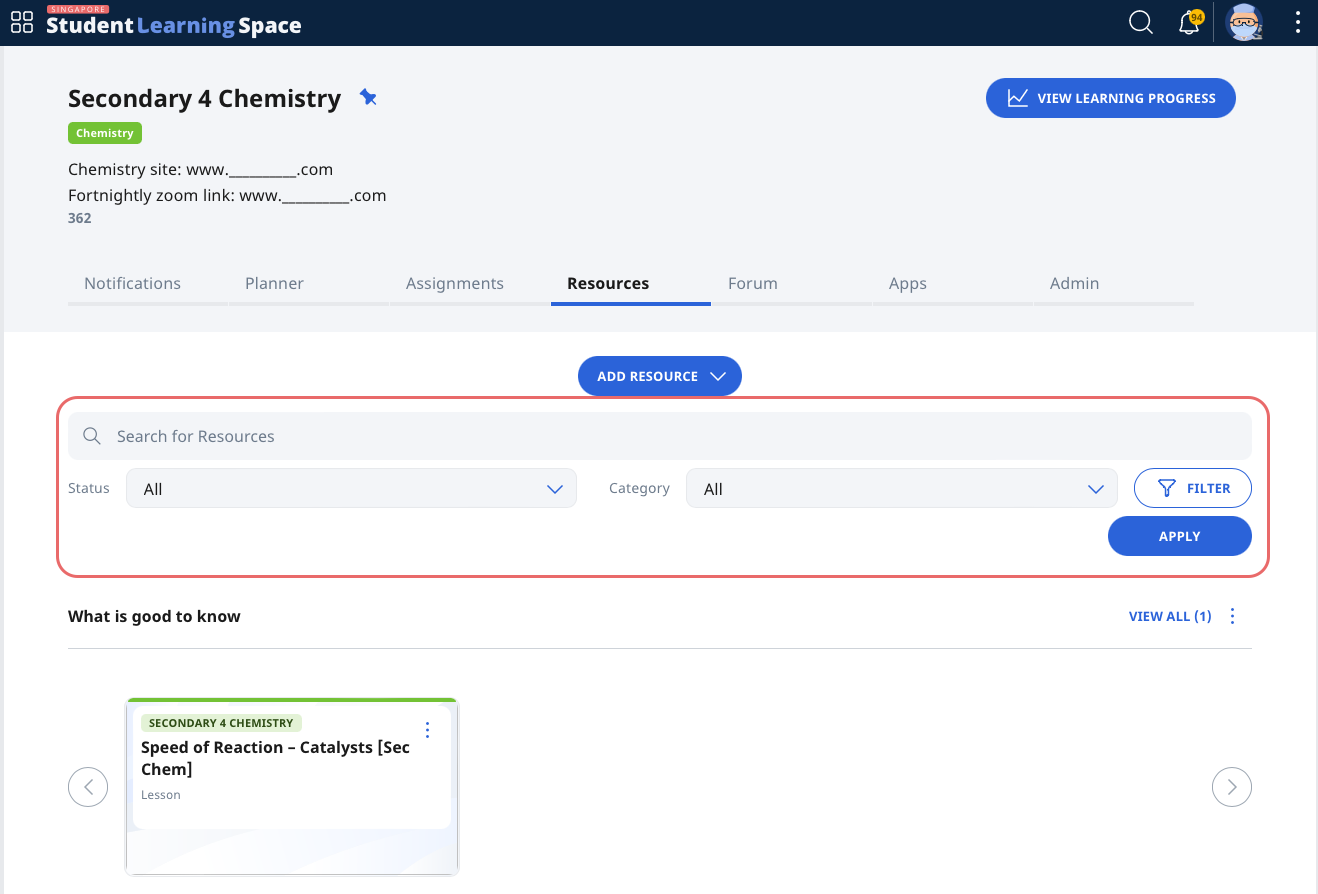 SINGAPORE
Student Learning Space
94
Secondary 4 Chemistry
VIEW LEARNING PROGRESS
Chemistry
Chemistry site: www.__________.com
Fortnightly zoom link: www.__________.com
362
Notifications Planner Assignments Resources Forum Apps Admin
ADD RESOURCE
Search for Resources
Status All Category All FILTER
APPLY
What is good to know VIEW ALL (1)
SECONDARY 4 CHEMISTRY
Speed of Reaction – Catalysts [Sec
Chem]
Lesson